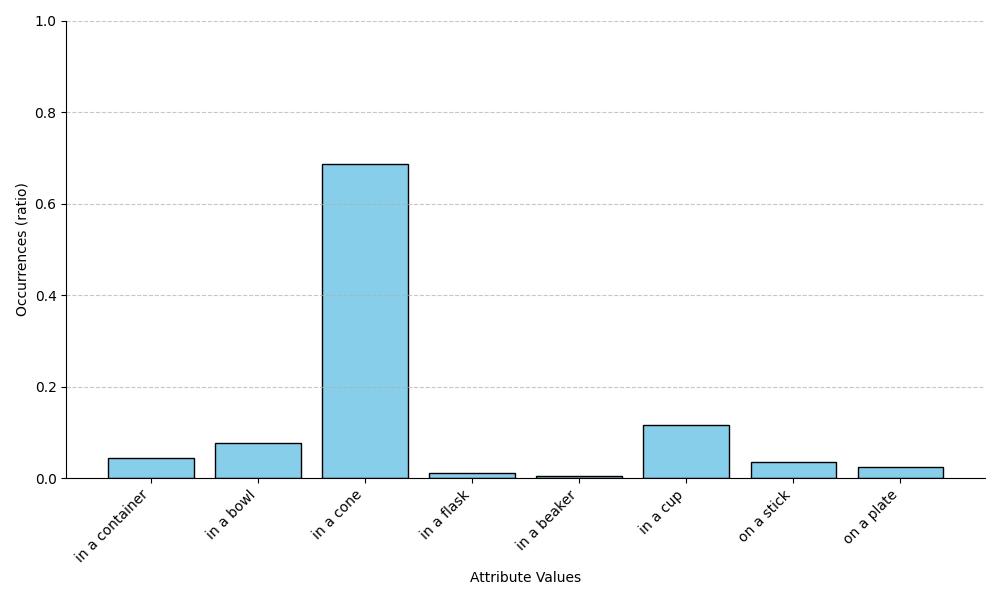 1.0
0.8
0.6
0.4
0.2
0.0
Occurrences (ratio)
in a container
in a bowl
in a cone
in a flask
in a beaker
in a cup
on a stick
on a plate
Attribute Values